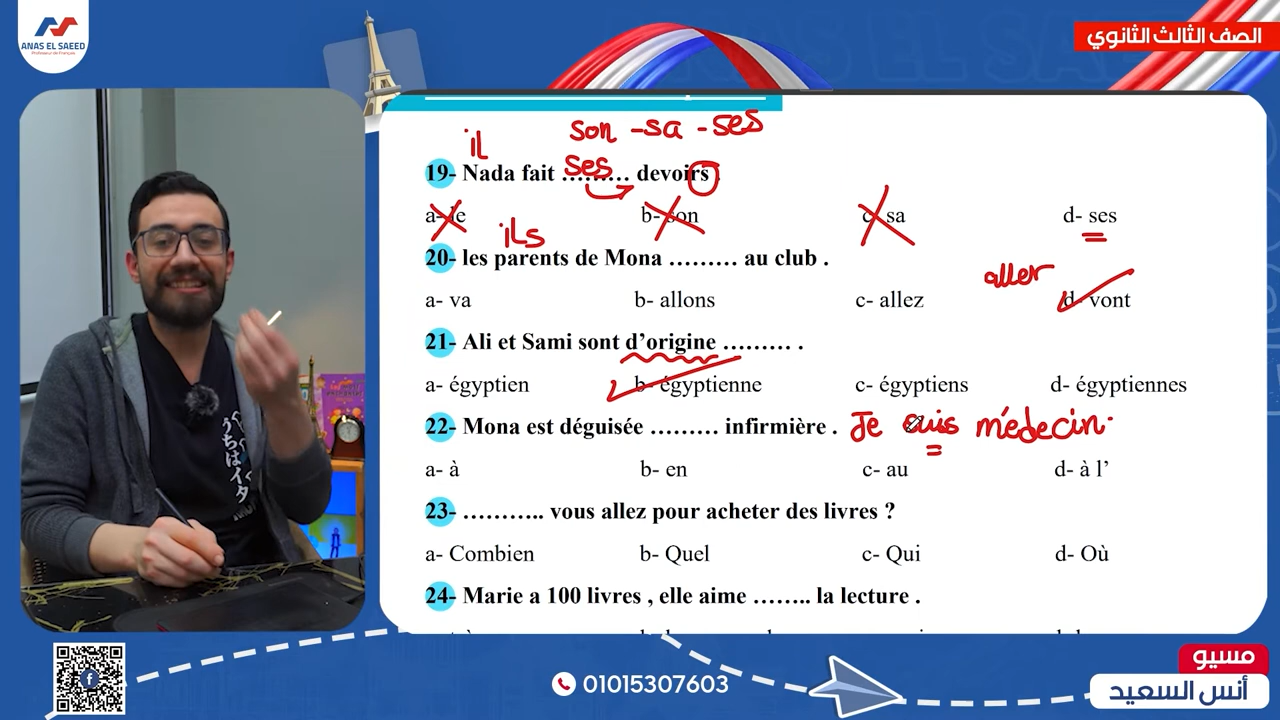 ANAS EL SAEED
Professeur de Français
الصف الثالث الثانوي
il son - sa - ses
ses
19- Nada fait ……… devoirs .
a- le b- son c- sa d- ses
ils
20- les parents de Mona ……… au club .
aller
a- va b- allons c- allez d- vont
21- Ali et Sami sont d’origine ……… .
a- égyptien b- égyptienne c- égyptiens d- égyptiennes
22- Mona est déguisée ……… infirmière . Je suis médecin.
a- à b- en c- au d- à l’
23- ……….. vous allez pour acheter des livres ?
a- Combien b- Quel c- Qui d- Où
24- Marie a 100 livres , elle aime …….. la lecture .
01015307603
مسيو
أنس السعيد